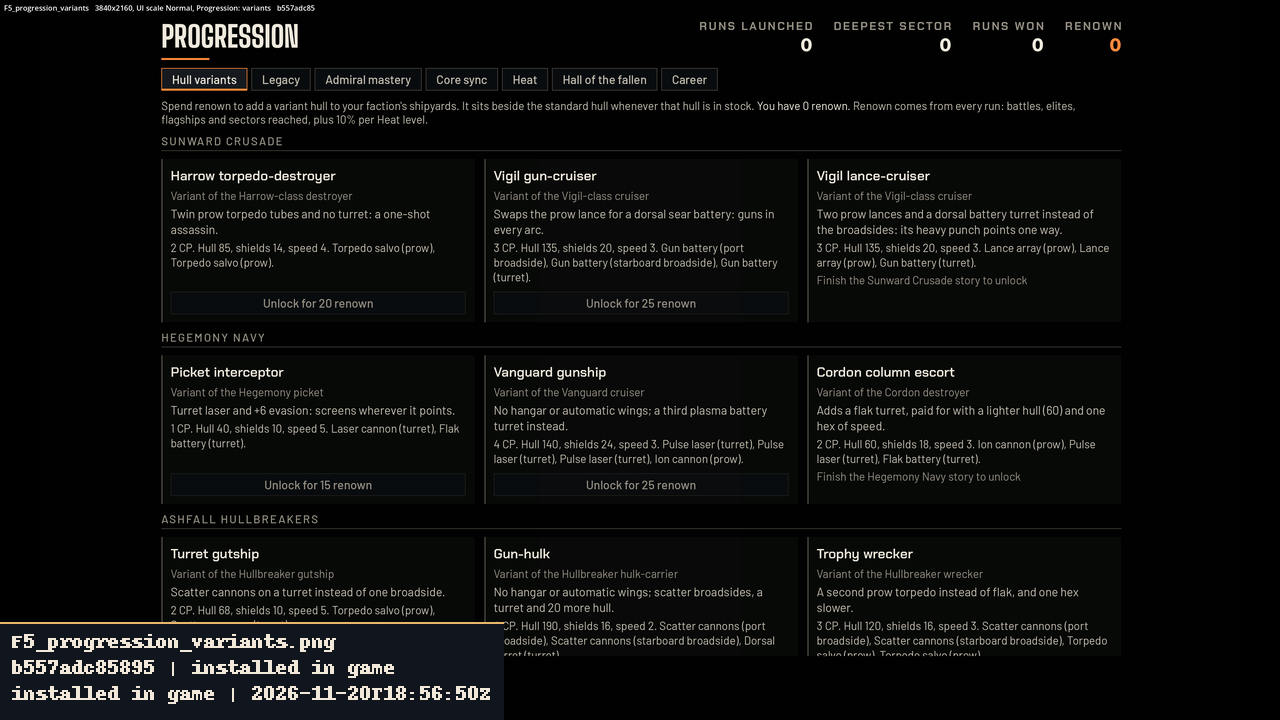 F5_progression_variants 3840x2160, UI scale Normal, Progression: variants b557adc85
PROGRESSION
RUNS LAUNCHED DEEPEST SECTOR RUNS WON RENOWN
0 0 0 0
Hull variants Legacy Admiral mastery Core sync Heat Hall of the fallen Career
Spend renown to add a variant hull to your faction's shipyards. It sits beside the standard hull whenever that hull is in stock. You have 0 renown. Renown comes from every run: battles, elites,
flagships and sectors reached, plus 10% per Heat level.
SUNWARD CRUSADE
Harrow torpedo-destroyer
Variant of the Harrow-class destroyer
Twin prow torpedo tubes and no turret: a one-shot
assassin.
2 CP. Hull 85, shields 14, speed 4. Torpedo salvo (prow),
Torpedo salvo (prow).
Unlock for 20 renown
Vigil gun-cruiser
Variant of the Vigil-class cruiser
Swaps the prow lance for a dorsal sear battery: guns in
every arc.
3 CP. Hull 135, shields 20, speed 3. Gun battery (port
broadside), Gun battery (starboard broadside), Gun battery
(turret).
Unlock for 25 renown
Vigil lance-cruiser
Variant of the Vigil-class cruiser
Two prow lances and a dorsal battery turret instead of
the broadsides: its heavy punch points one way.
3 CP. Hull 135, shields 20, speed 3. Lance array (prow), Lance
array (prow), Gun battery (turret).
Finish the Sunward Crusade story to unlock
HEGEMONY NAVY
Picket interceptor
Variant of the Hegemony picket
Turret laser and +6 evasion: screens wherever it points.
1 CP. Hull 40, shields 10, speed 5. Laser cannon (turret), Flak
battery (turret).
Unlock for 15 renown
Vanguard gunship
Variant of the Vanguard cruiser
No hangar or automatic wings; a third plasma battery
turret instead.
4 CP. Hull 140, shields 24, speed 3. Pulse laser (turret), Pulse
laser (turret), Pulse laser (turret), Ion cannon (prow).
Unlock for 25 renown
Cordon column escort
Variant of the Cordon destroyer
Adds a flak turret, paid for with a lighter hull (60) and one
hex of speed.
2 CP. Hull 60, shields 18, speed 3. Ion cannon (prow), Pulse
laser (turret), Flak battery (turret).
Finish the Hegemony Navy story to unlock
ASHFALL HULLBREAKERS
Turret gutship
Variant of the Hullbreaker gutship
Scatter cannons on a turret instead of one broadside.
2 CP. Hull 68, shields 10, speed 5. Torpedo salvo (prow),
Gun-hulk
Variant of the Hullbreaker hulk-carrier
No hangar or automatic wings; scatter broadsides, a
turret and 20 more hull.
CP. Hull 190, shields 16, speed 2. Scatter cannons (port
broadside), Scatter cannons (starboard broadside), Dorsal
turret (turret).
Trophy wrecker
Variant of the Hullbreaker wrecker
A second prow torpedo instead of flak, and one hex
slower.
3 CP. Hull 120, shields 16, speed 3. Scatter cannons (port
broadside), Scatter cannons (starboard broadside), Torpedo
salvo (prow), Torpedo salvo (prow).
F5_progression_variants.png
b557adc85895 | installed in game
installed in game | 2026-11-20T18:56:50Z